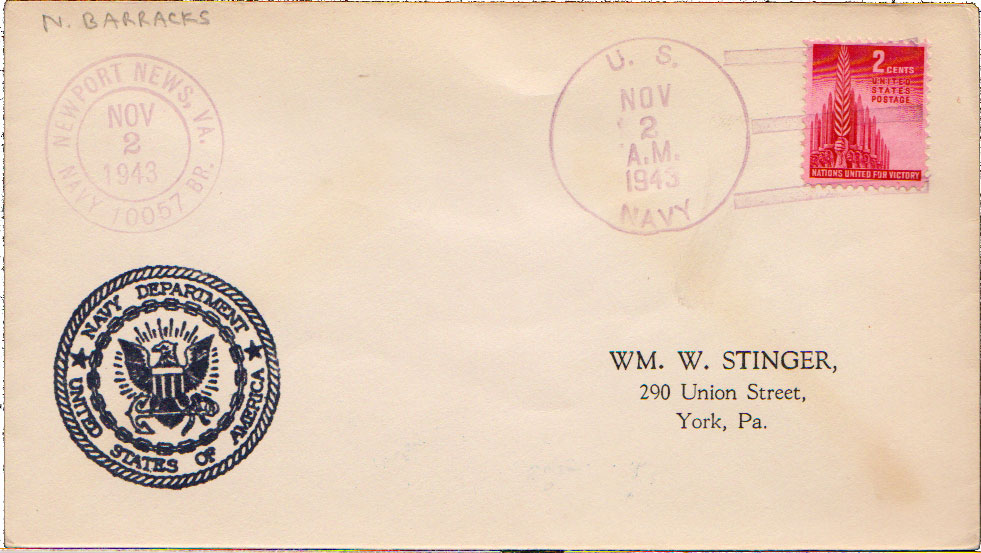 N. BARRACKS
NEWPORT NEWS, VA.
NOV
2
1943
NAVY 10057 BR.
U. S.
NOV
2
A.M.
1943
NAVY
2 CENTS
UNITED
STATES
POSTAGE
NATIONS UNITED FOR VICTORY
NAVY DEPARTMENT
UNITED STATES OF AMERICA
WM. W. STINGER,
290 Union Street,
York, Pa.